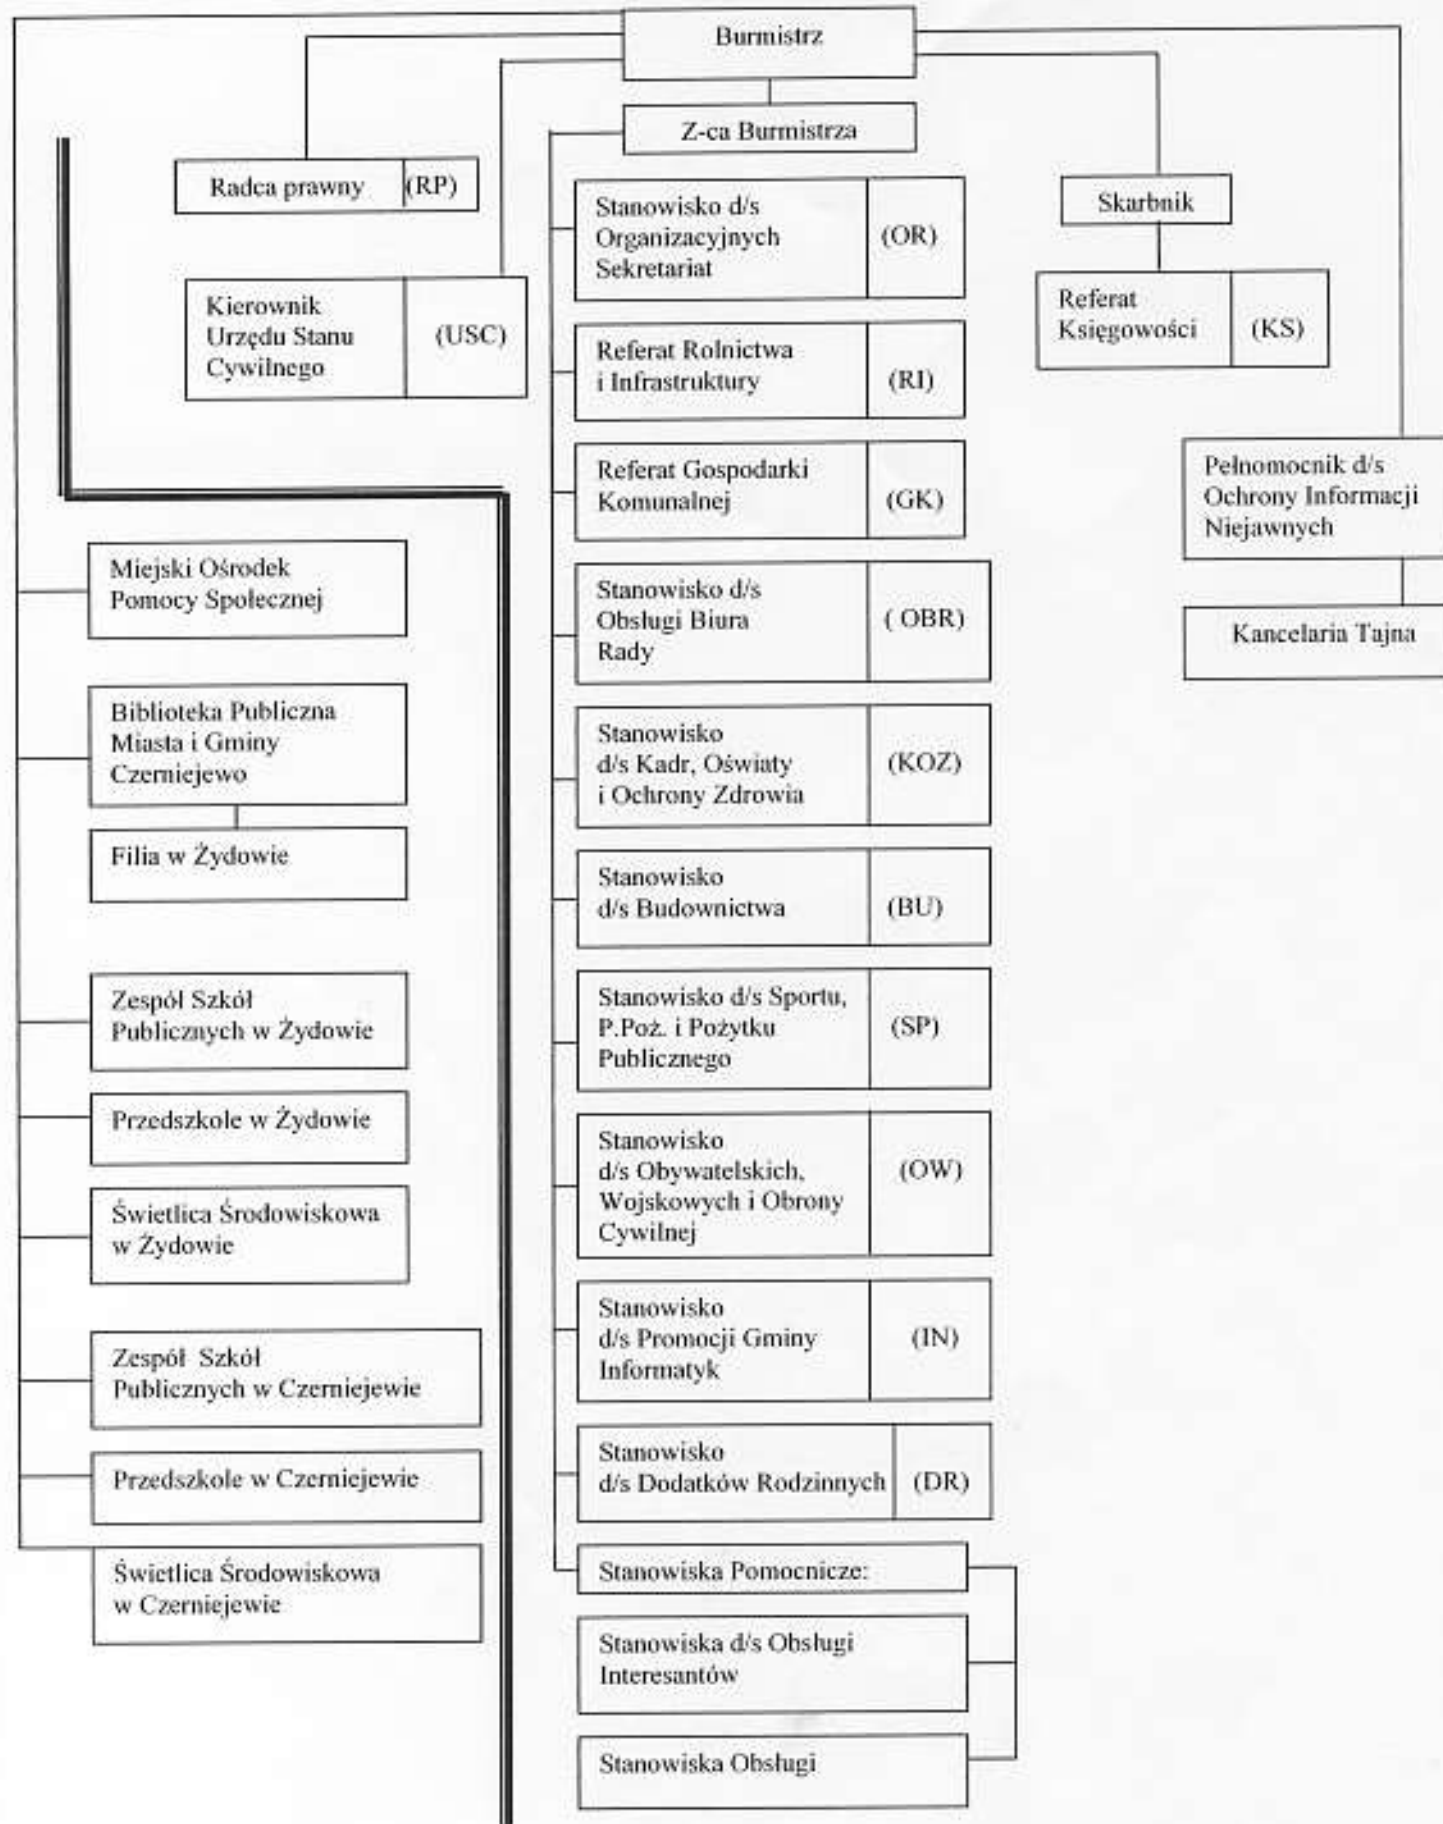 Burmistrz
Z-ca Burmistrza
Radca prawny (RP)
Kierownik
Urzędu Stanu (USC)
Cywilnego
Skarbnik
Referat
Księgowości (KS)
Pełnomocnik d/s
Ochrony Informacji
Niejawnych
Kancelaria Tajna
Stanowisko d/s
Organizacyjnych (OR)
Sekretariat
Referat Rolnictwa
i Infrastruktury (RI)
Referat Gospodarki
Komunalnej (GK)
Stanowisko d/s
Obsługi Biura ( OBR)
Rady
Stanowisko
d/s Kadr, Oświaty (KOZ)
i Ochrony Zdrowia
Stanowisko
d/s Budownictwa (BU)
Stanowisko d/s Sportu,
P.Poż. i Pożytku (SP)
Publicznego
Stanowisko
d/s Obywatelskich, (OW)
Wojskowych i Obrony
Cywilnej
Stanowisko
d/s Promocji Gminy (IN)
Informatyk
Stanowisko
d/s Dodatków Rodzinnych (DR)
Stanowiska Pomocnicze:
Stanowiska d/s Obsługi
Interesantów
Stanowiska Obsługi
Miejski Ośrodek
Pomocy Społecznej
Biblioteka Publiczna
Miasta i Gminy
Czerniejewo
Filia w Żydowie
Zespół Szkół
Publicznych w Żydowie
Przedszkole w Żydowie
Świetlica Środowiskowa
w Żydowie
Zespół Szkół
Publicznych w Czerniejewie
Przedszkole w Czerniejewie
Świetlica Środowiskowa
w Czerniejewie